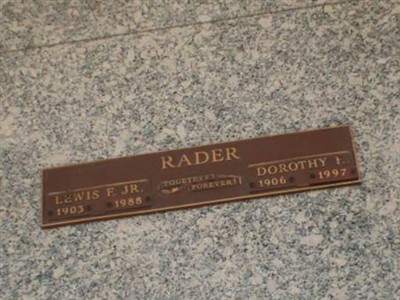 RADER
LEWIS F. JR.
1903 1988
TOGETHER
FOREVER
DOROTHY
1906 1997